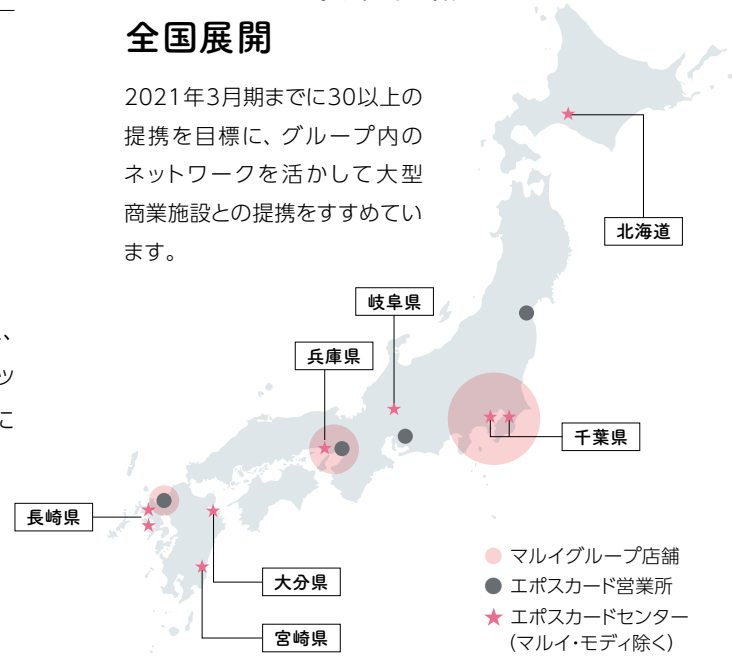 全国展開
2021年3月期までに30以上の
提携を目標に、グループ内の
ネットワークを活かして大型
商業施設との提携をすすめてい
ます。
北海道
岐阜県
兵庫県
千葉県
長崎県
大分県
宮崎県
マルイグループ店舗
エポスカード営業所
エポスカードセンター
(マルイ・モディ除く)
、
ッ
に